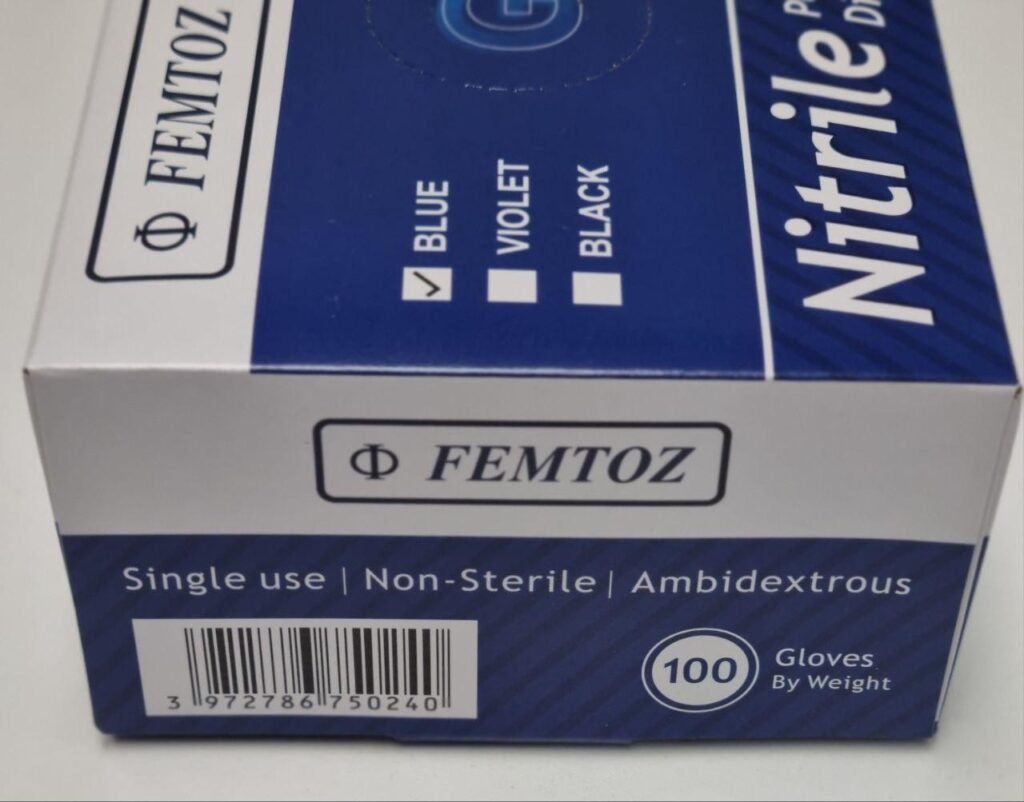 Φ FEMTOZ
G
BLUE
VIOLET
BLACK
Nitrile
Φ FEMTOZ
Single use | Non-Sterile | Ambidextrous
3 972786 750240
100 Gloves
By Weight